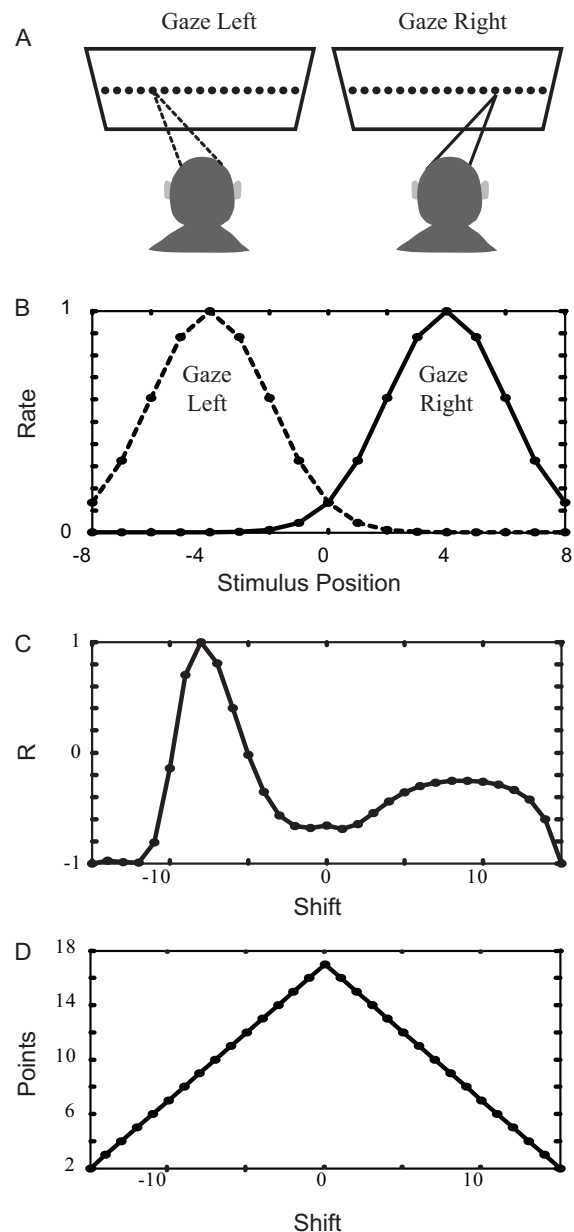 A
Gaze Left
Gaze Right
B
1
Gaze
Left
Gaze
Right
Rate
0
-8
-4
0
4
8
Stimulus Position
C
1
0
R
-1
-10
0
10
Shift
D
18
14
10
Points
6
2
-10
0
10
Shift